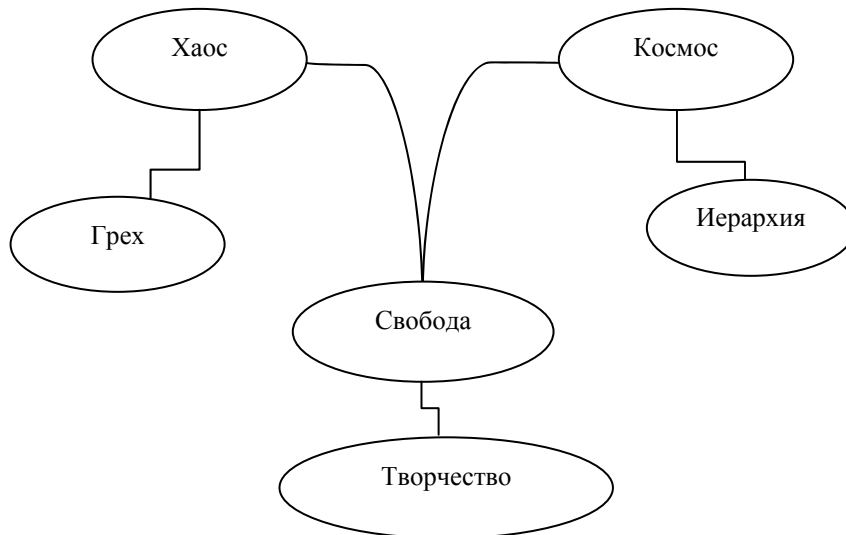 Хаос
Космос
Грех
Иерархия
Свобода
Творчество